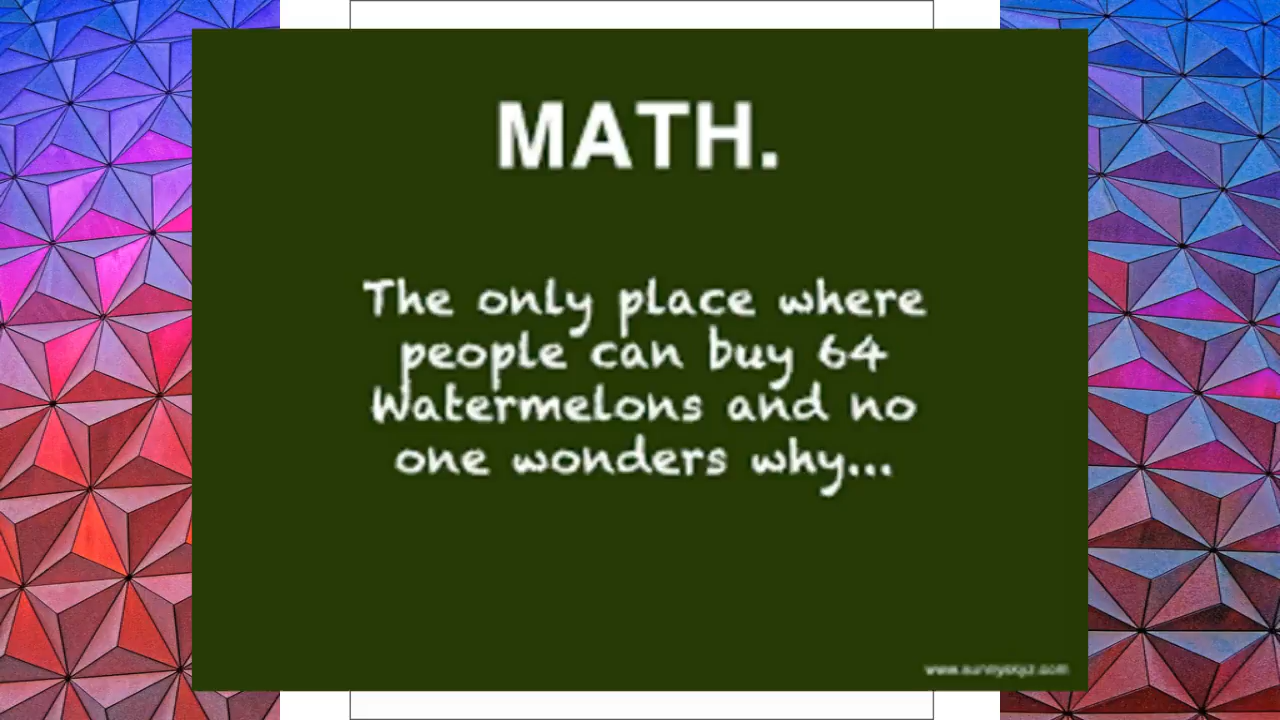 MATH.
The only place where
people can buy 64
Watermelons and no
one wonders why...